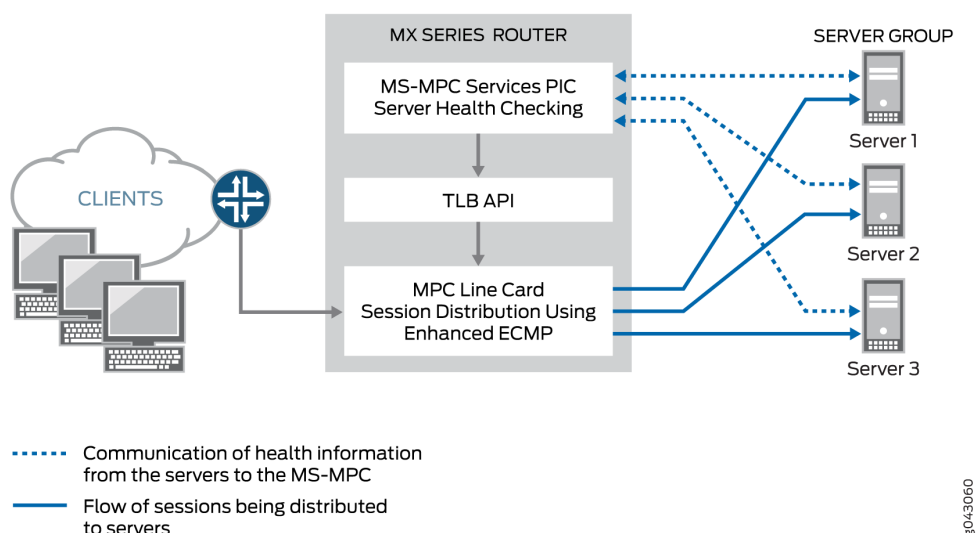 MX SERIES ROUTER
SERVER GROUP
MS-MPC Services PIC
Server Health Checking
Server 1
CLIENTS
TLB API
Server 2
MPC Line Card
Session Distribution Using
Enhanced ECMP
Server 3
Communication of health information
from the servers to the MS-MPC
Flow of sessions being distributed
to servers
g043060